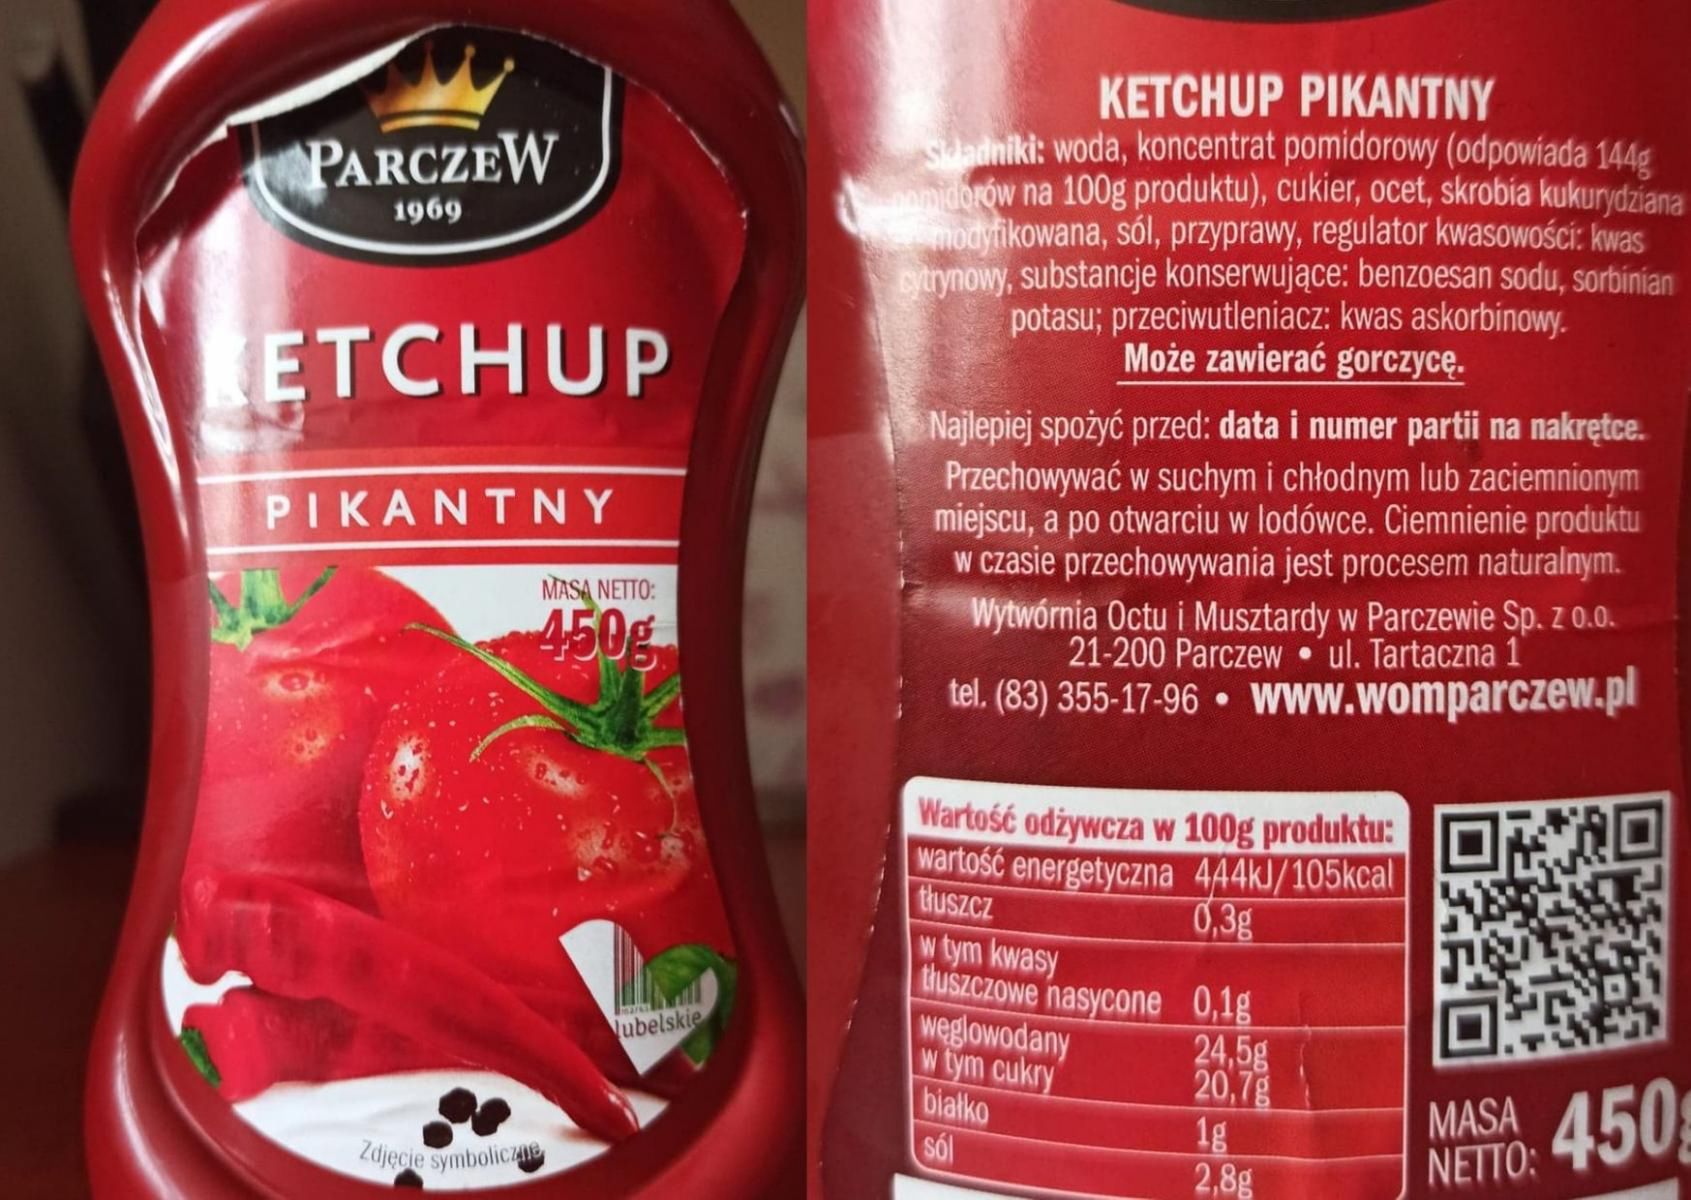 PARCZEW
1969
KETCHUP
PIKANTNY
MASA NETTO:
450g
lubelskie
Zdjęcie symboliczne
KETCHUP PIKANTNY
Składniki: woda, koncentrat pomidorowy (odpowiada 144g
pomidorów na 100g produktu), cukier, ocet, skrobia kukurydziana
modyfikowana, sól, przyprawy, regulator kwasowości: kwas
cytrynowy, substancje konserwujące: benzoesan sodu, sorbinian
potasu; przeciwutleniacz: kwas askorbinowy.
Może zawierać gorczycę.
Najlepiej spożyć przed: data i numer partii na nakrętce.
Przechowywać w suchym i chłodnym lub zaciemnionym
miejscu, a po otwarciu w lodówce. Ciemnienie produktu
w czasie przechowywania jest procesem naturalnym.
Wytwórnia Octu i Musztardy w Parczewie Sp. z o.o.
21-200 Parczew • ul. Tartaczna 1
tel. (83) 355-17-96 • www.womparczew.pl
Wartość odżywcza w 100g produktu:
wartość energetyczna 444kJ/105kcal
tłuszcz 0,3g
w tym kwasy
tłuszczowe nasycone 0,1g
węglowodany 24,5g
w tym cukry 20,7g
białko 1g
sól 2,8g
MASA
NETTO: 450g